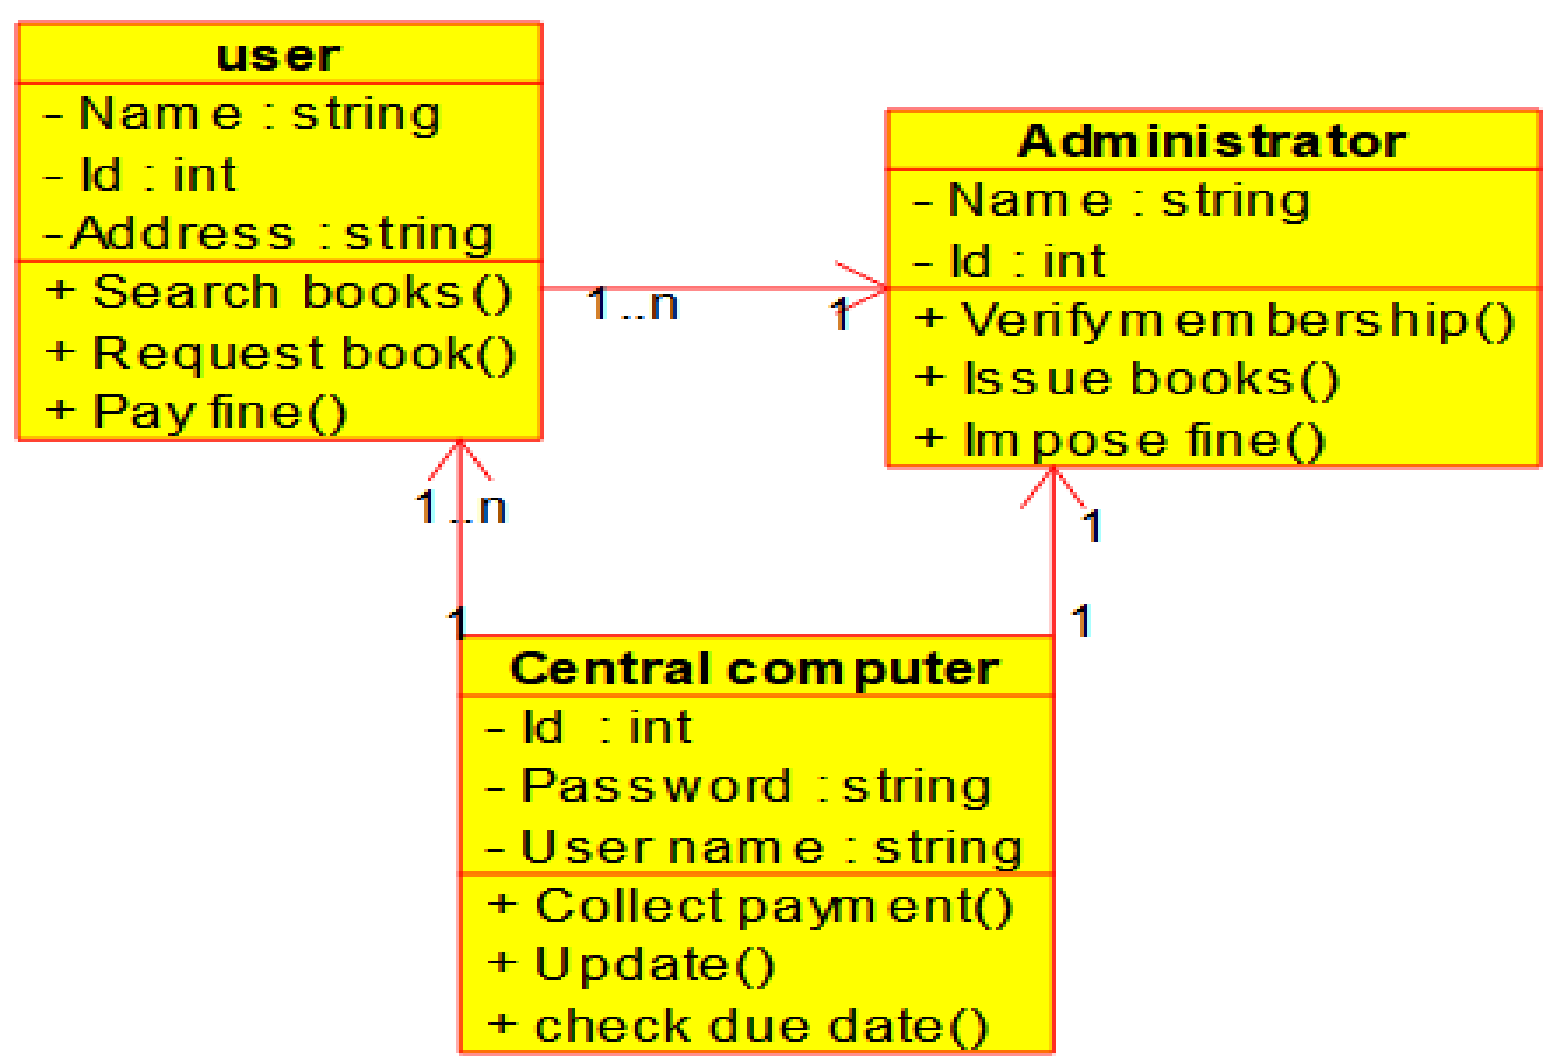 user
- Name : string
- Id : int
-Address : string
+ Search books()
+ Request book()
+ Pay fine()
Administrator
- Name : string
- Id : int
+ Verify membership()
+ Issue books()
+ Impose fine()
1..n
1
1..n
1
1
1
Central computer
- Id : int
- Password : string
- User name : string
+ Collect payment()
+ Update()
+ check due date()